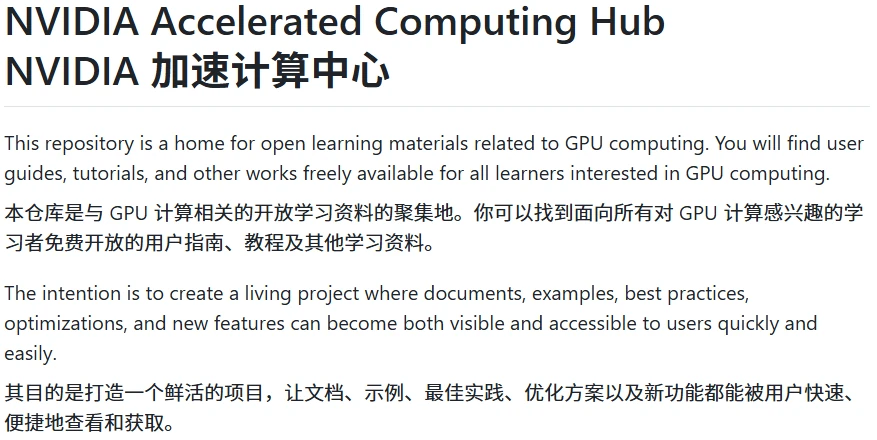 NVIDIA Accelerated Computing Hub
NVIDIA 加速计算中心
This repository is a home for open learning materials related to GPU computing. You will find user
guides, tutorials, and other works freely available for all learners interested in GPU computing.
本仓库是与 GPU 计算相关的开放学习资料的聚集地。你可以找到面向所有对 GPU 计算感兴趣的学
习者免费开放的用户指南、教程及其他学习资料。
The intention is to create a living project where documents, examples, best practices,
optimizations, and new features can become both visible and accessible to users quickly and
easily.
其目的是打造一个鲜活的项目，让文档、示例、最佳实践、优化方案以及新功能都能被用户快速、
便捷地查看和获取。